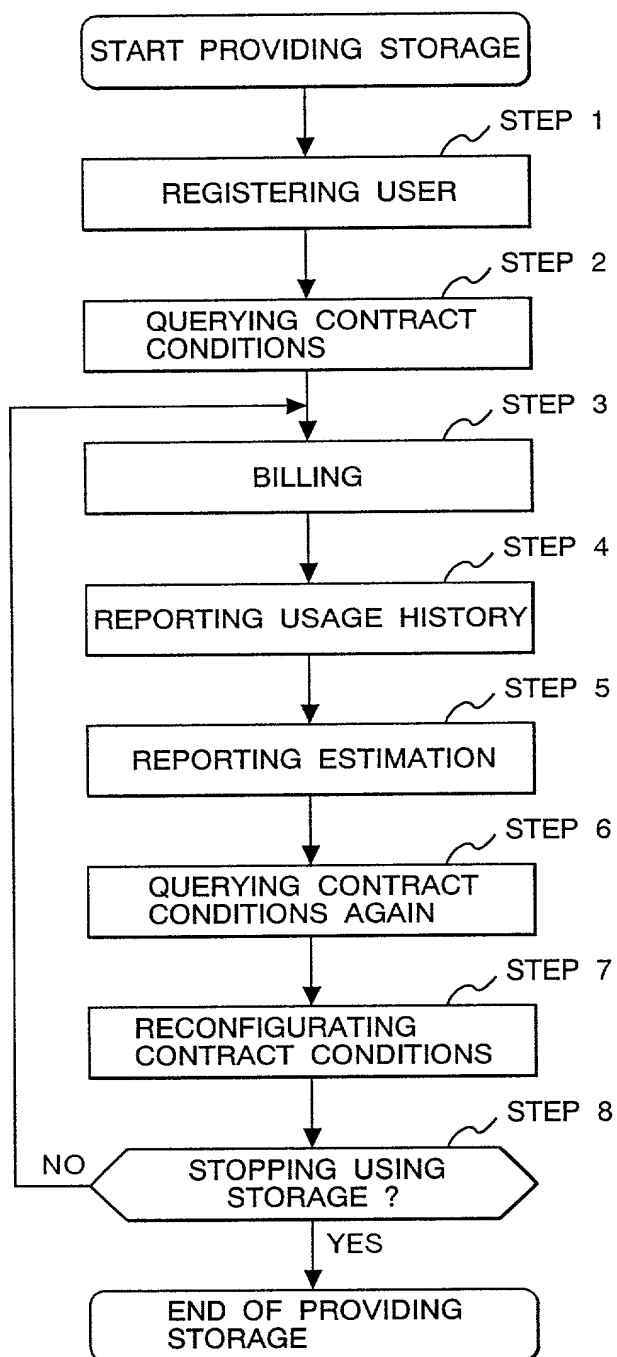 START PROVIDING STORAGE
STEP 1
REGISTERING USER
STEP 2
QUERYING CONTRACT
CONDITIONS
STEP 3
BILLING
STEP 4
REPORTING USAGE HISTORY
STEP 5
REPORTING ESTIMATION
STEP 6
QUERYING CONTRACT
CONDITIONS AGAIN
STEP 7
RECONFIGURATING
CONTRACT CONDITIONS
STEP 8
NO
STOPPING USING
STORAGE ?
YES
END OF PROVIDING
STORAGE